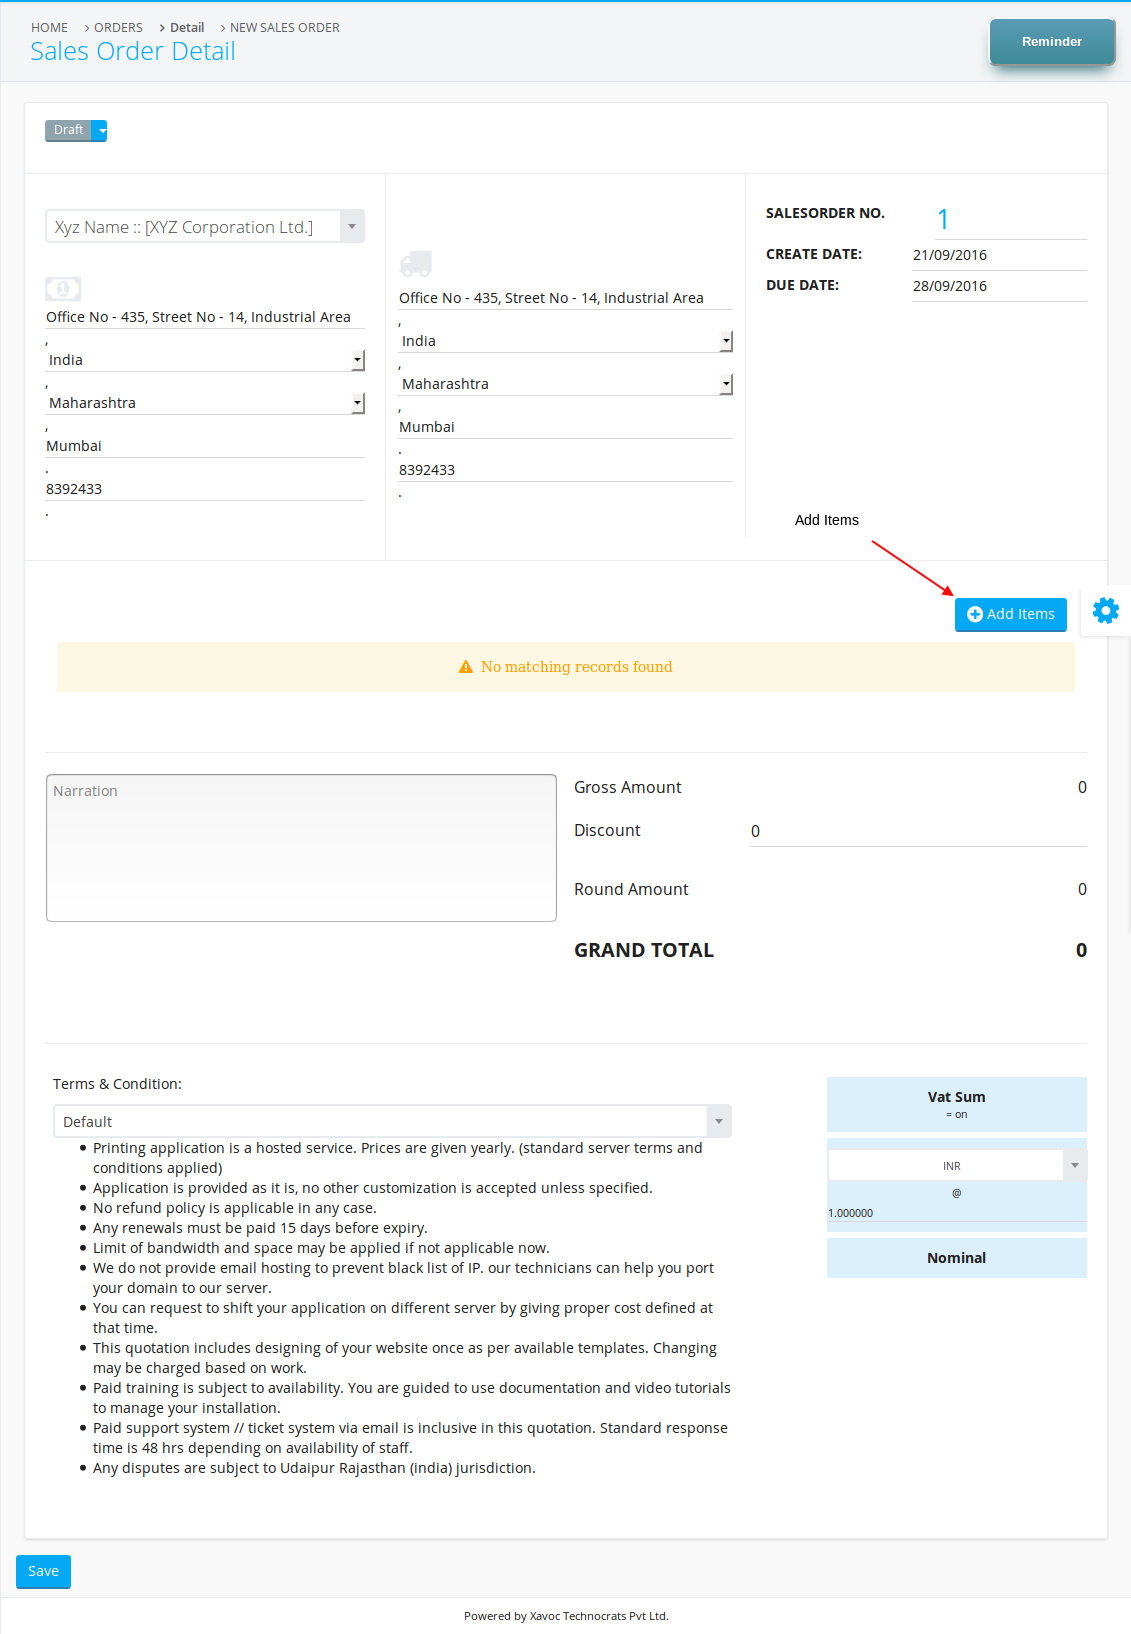 HOME > ORDERS > Detail > NEW SALES ORDER
Sales Order Detail
Reminder
Draft
Xyz Name :: [XYZ Corporation Ltd.]
1
Office No - 435, Street No - 14, Industrial Area
,
India
,
Maharashtra
,
Mumbai
.
8392433
.
Office No - 435, Street No - 14, Industrial Area
,
India
,
Maharashtra
,
Mumbai
.
8392433
.
SALESORDER NO. 1
CREATE DATE: 21/09/2016
DUE DATE: 28/09/2016
Add Items
Add Items
No matching records found
Narration
Gross Amount 0
Discount 0
Round Amount 0
GRAND TOTAL 0
Terms & Condition:
Default
• Printing application is a hosted service. Prices are given yearly. (standard server terms and
conditions applied)
• Application is provided as it is, no other customization is accepted unless specified.
• No refund policy is applicable in any case.
• Any renewals must be paid 15 days before expiry.
• Limit of bandwidth and space may be applied if not applicable now.
• We do not provide email hosting to prevent black list of IP. our technicians can help you port
your domain to our server.
• You can request to shift your application on different server by giving proper cost defined at
that time.
• This quotation includes designing of your website once as per available templates. Changing
may be charged based on work.
• Paid training is subject to availability. You are guided to use documentation and video tutorials
to manage your installation.
• Paid support system // ticket system via email is inclusive in this quotation. Standard response
time is 48 hrs depending on availability of staff.
• Any disputes are subject to Udaipur Rajasthan (india) jurisdiction.
Vat Sum
= on
INR
@
1.000000
Nominal
Save
Powered by Xavoc Technocrats Pvt Ltd.